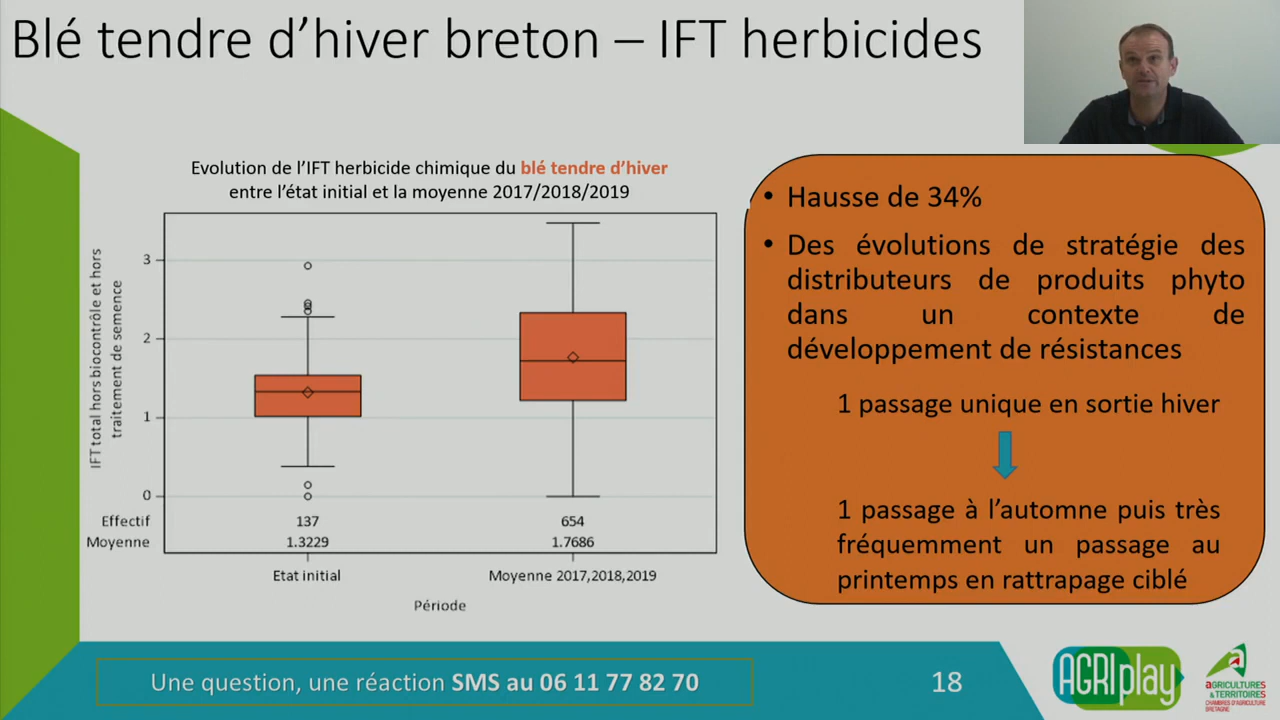 Blé tendre d’hiver breton – IFT herbicides
Evolution de l’IFT herbicide chimique du blé tendre d’hiver
entre l’état initial et la moyenne 2017/2018/2019
IFT total hors biocontrôle et hors
traitement de semence
3
2
1
0
Effectif 137 654
Moyenne 1.3229 1.7686
Etat initial Moyenne 2017,2018,2019
Période
• Hausse de 34%
• Des évolutions de stratégie des
distributeurs de produits phyto
dans un contexte de
développement de résistances
1 passage unique en sortie hiver
1 passage à l’automne puis très
fréquemment un passage au
printemps en rattrapage ciblé
Une question, une réaction SMS au 06 11 77 82 70
18
AGRIplay
AGRICULTURES
& TERRITOIRES
CHAMBRES D’AGRICULTURE
BRETAGNE